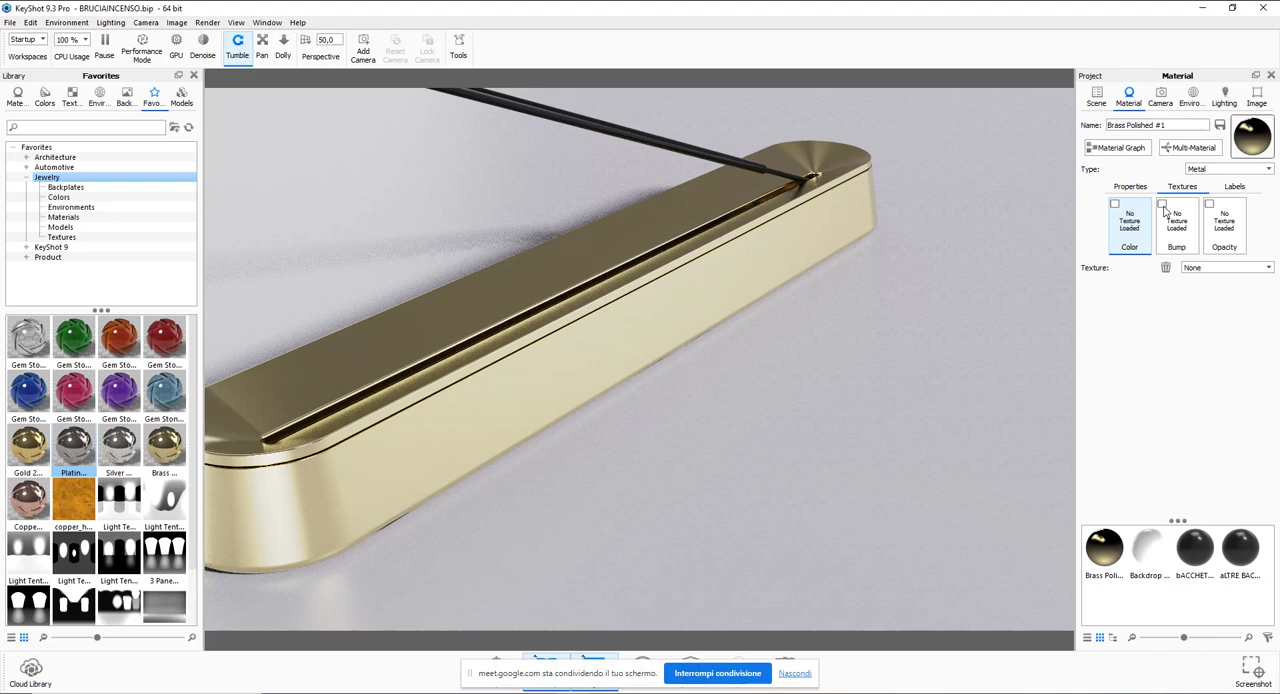 KeyShot 9.3 Pro - BRUCIAINCENSO.bip - 64 bit
File Edit Environment Lighting Camera Image Render View Window Help
Startup 100 % 50,0
Workspaces CPU Usage Pause Performance Mode GPU Denoise Tumble Pan Dolly Perspective Add Camera Reset Camera Lock Camera Tools
Library Favorites
Mate... Colors Text... Envir... Back... Favo... Models
Favorites
Architecture
Automotive
Jewelry
Backplates
Colors
Environments
Materials
Models
Textures
KeyShot 9
Product
Gem Sto... Gem Sto... Gem Sto... Gem Sto...
Gem Sto... Gem Sto... Gem Sto... Gem Ston...
Gold 2... Platin... Silver ... Brass ...
Coppe... copper_h... Light Te... Light Tent...
Light Tent... Light Te... Light Ten... 3 Pane...
Cloud Library
Project Material
Scene Material Camera Enviro... Lighting Image
Name: Brass Polished #1
Material Graph Multi-Material
Type: Metal
Properties Textures Labels
No Texture Loaded No Texture Loaded No Texture Loaded
Color Bump Opacity
Texture: None
Brass Poli... Backdrop ... bACCHET... aLTRE BAC...
meet.google.com sta condividendo il tuo schermo. Interrompi condivisione Nascondi
Screenshot